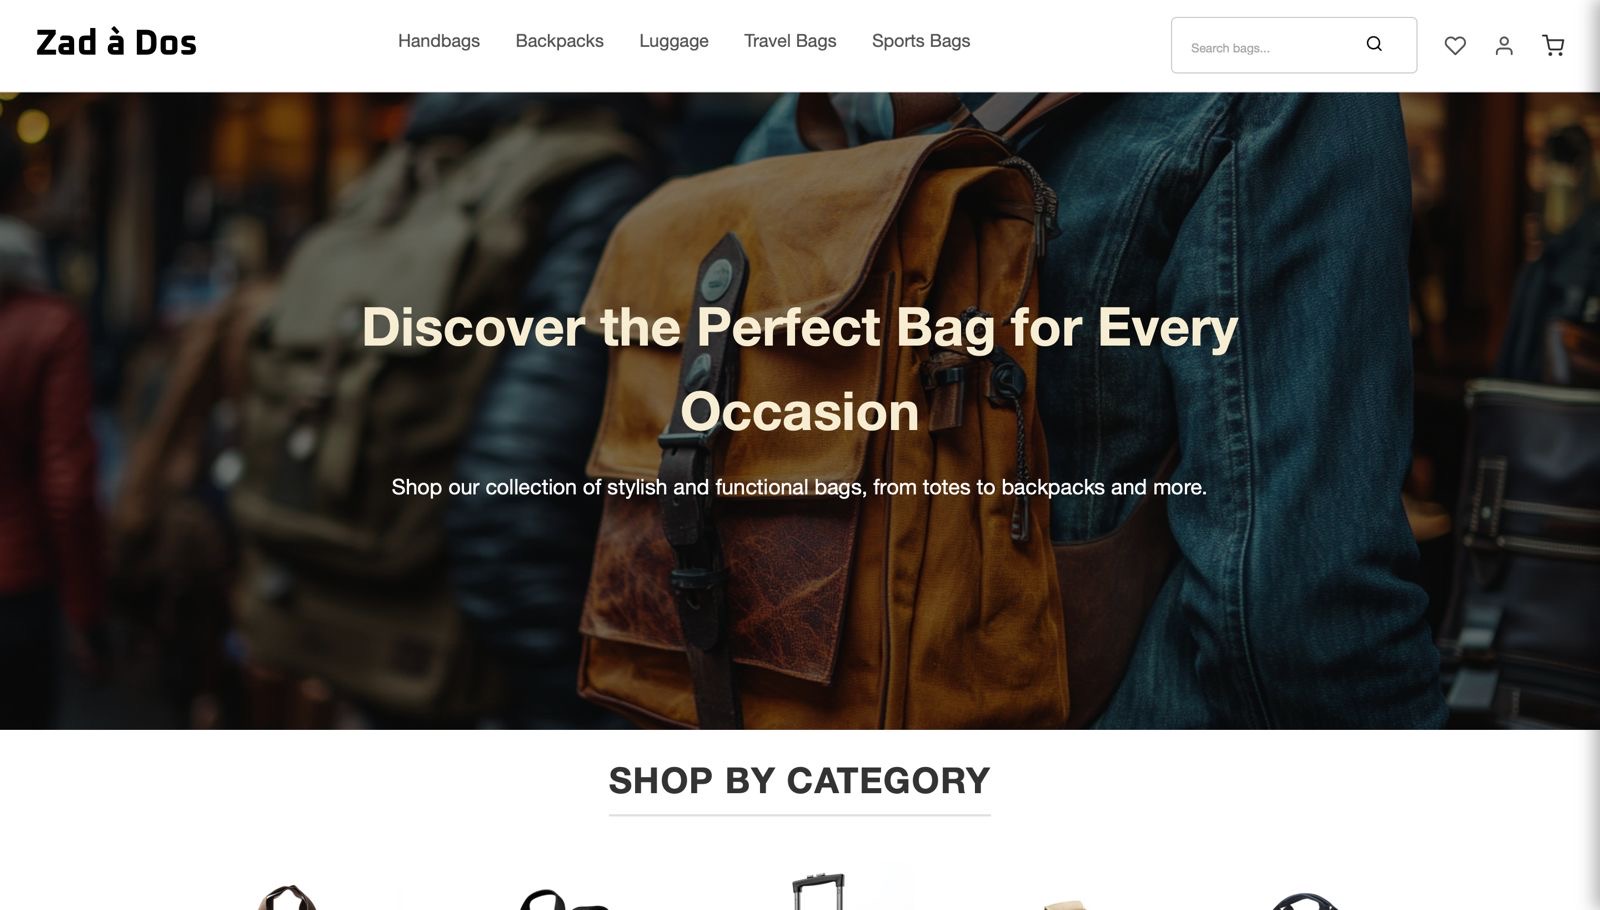 Zad à Dos
Handbags
Backpacks
Luggage
Travel Bags
Sports Bags
Search bags...
Discover the Perfect Bag for Every
Occasion
Shop our collection of stylish and functional bags, from totes to backpacks and more.
SHOP BY CATEGORY